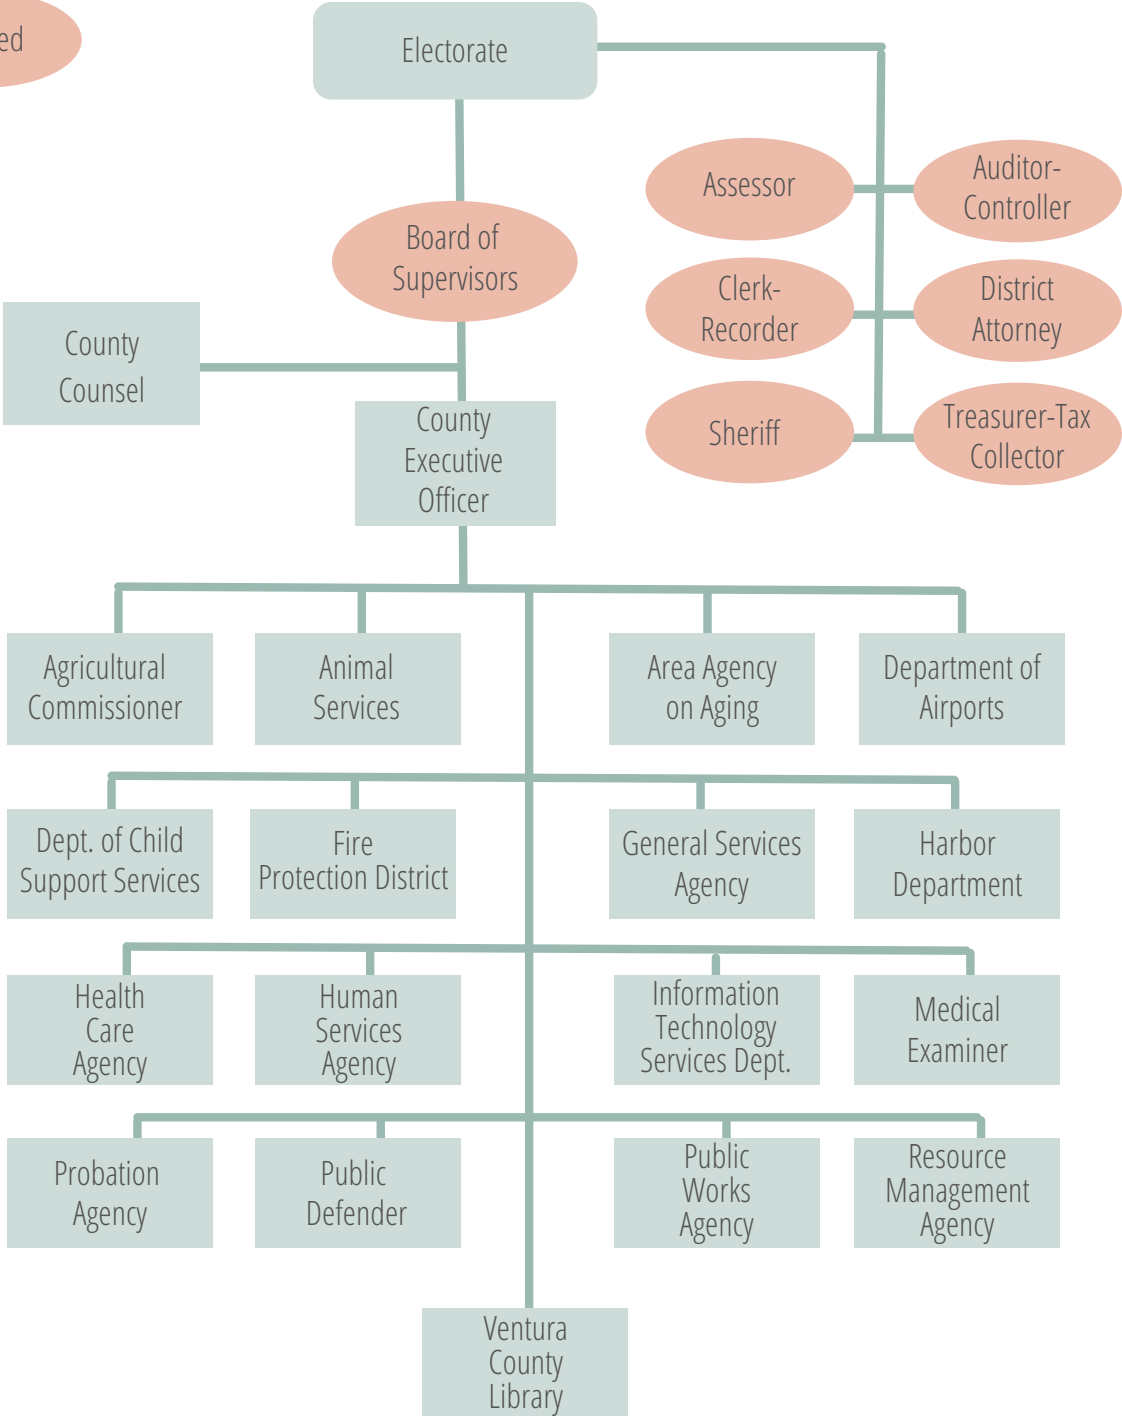 ed
Electorate
Assessor
Auditor-
Controller
Board of
Supervisors
Clerk-
Recorder
District
Attorney
County
Counsel
County
Executive
Officer
Sheriff
Treasurer-Tax
Collector
Agricultural
Commissioner
Animal
Services
Area Agency
on Aging
Department of
Airports
Dept. of Child
Support Services
Fire
Protection District
General Services
Agency
Harbor
Department
Health
Care
Agency
Human
Services
Agency
Information
Technology
Services Dept.
Medical
Examiner
Probation
Agency
Public
Defender
Public
Works
Agency
Resource
Management
Agency
Ventura
County
Library